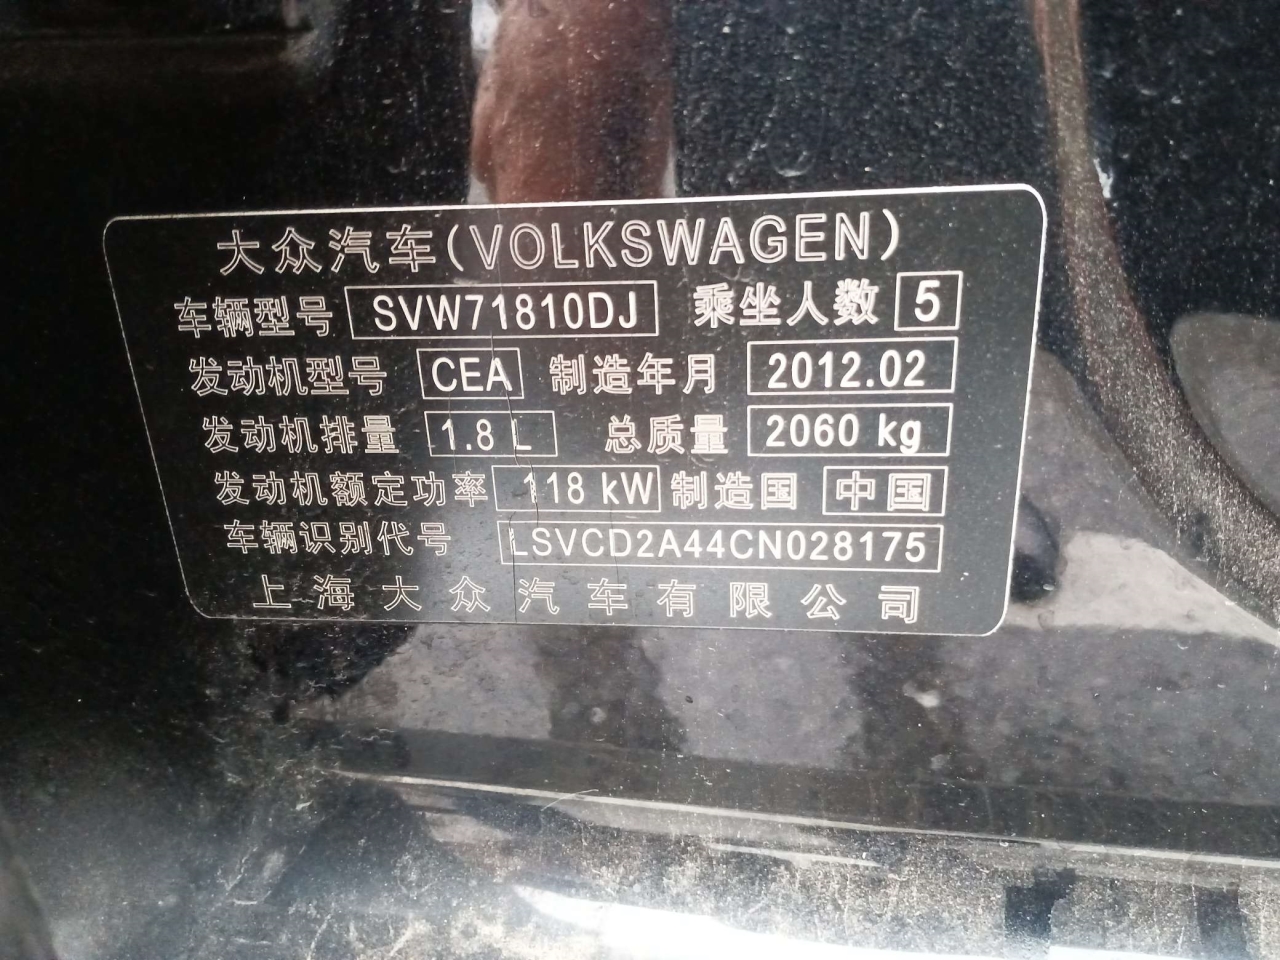 大众汽车(VOLKSWAGEN)
车辆型号 SVW71810DJ 乘坐人数 5
发动机型号 CEA 制造年月 2012.02
发动机排量 1.8 L 总质量 2060 kg
发动机额定功率 118 kW 制造国 中国
车辆识别代号 LSVCD2A44CN028175
上海大众汽车有限公司